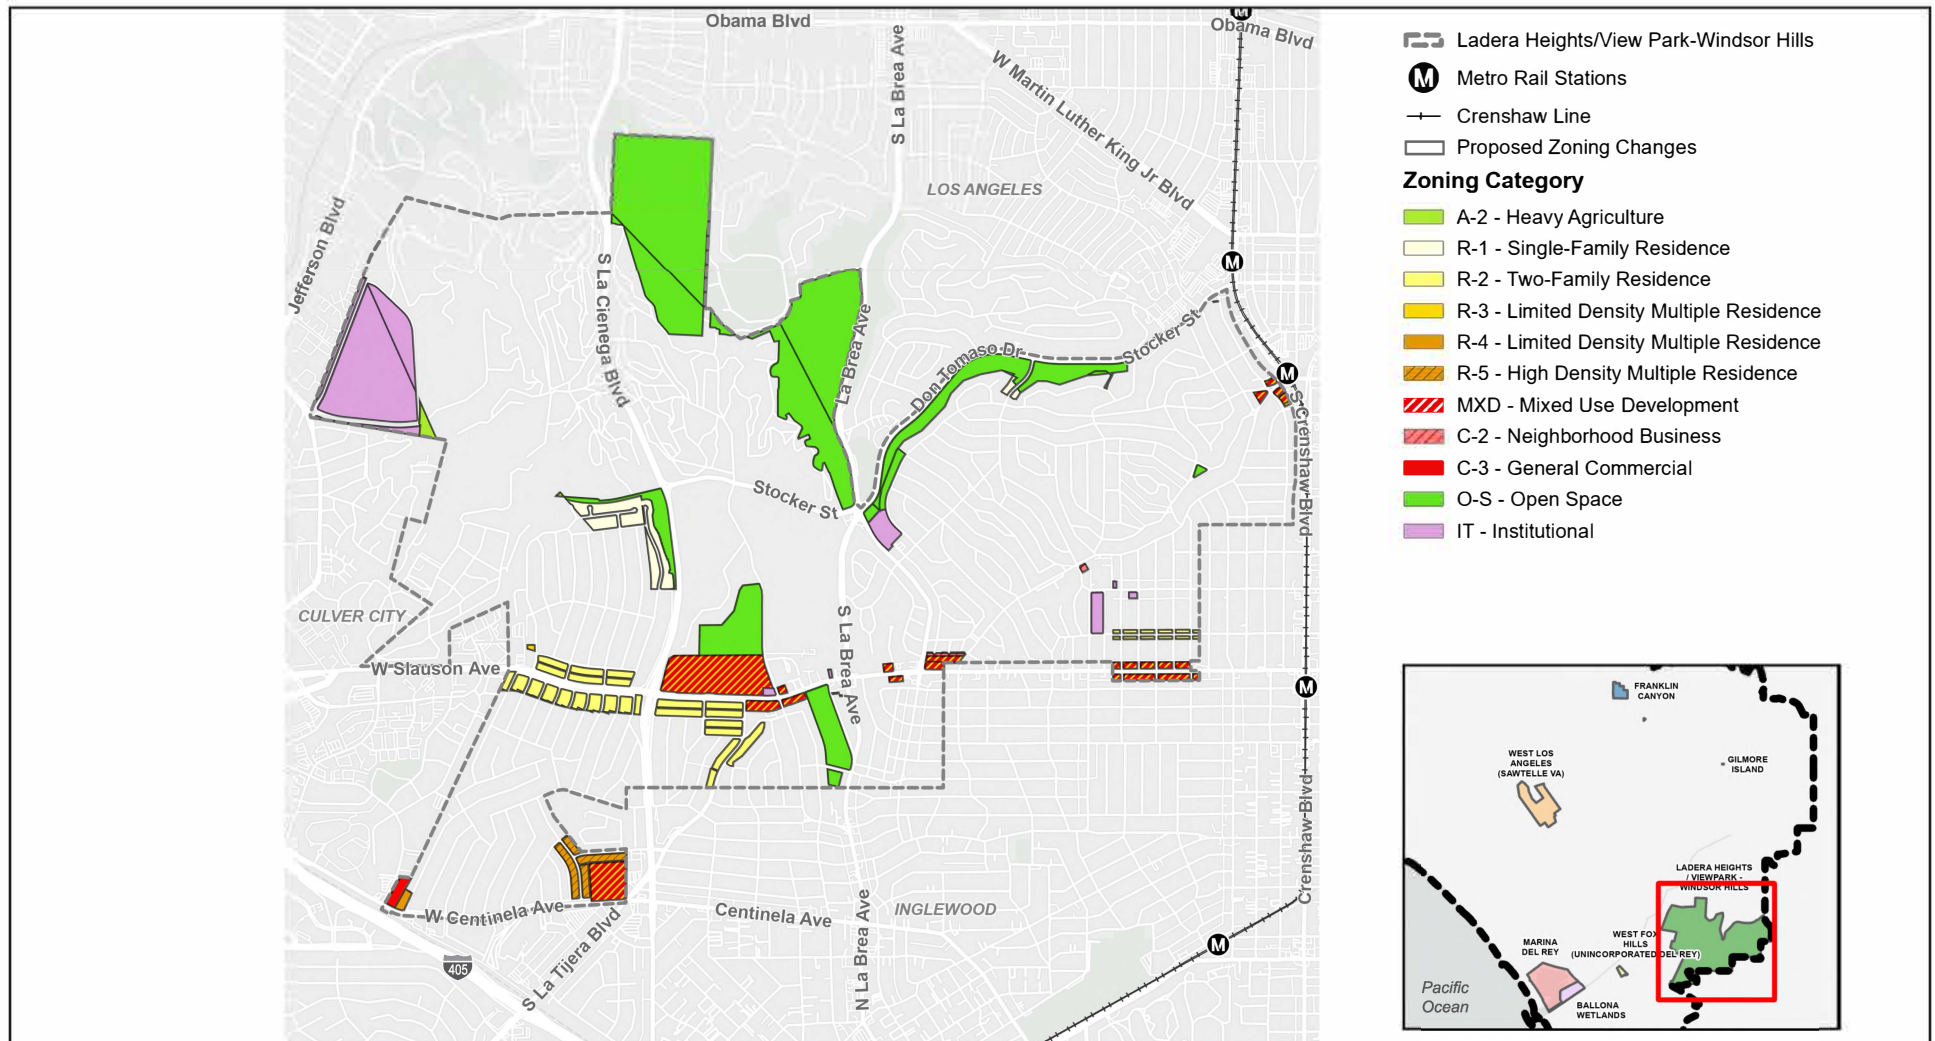 Obama Blvd
Obama Blvd
S La Brea Ave
W Martin Luther King Jr Blvd
LOS ANGELES
Jefferson Blvd
S La Cienega Blvd
La Brea Ave
Don Tomaso Dr
Stocker St
Stocker St
S Crenshaw Blvd
CULVER CITY
W Slauson Ave
S La Brea Ave
Crenshaw Blvd
W Centinela Ave
Centinela Ave
INGLEWOOD
N La Brea Ave
S La Tijera Blvd
405
M
M
M
M
M
Ladera Heights/View Park-Windsor Hills
M Metro Rail Stations
Crenshaw Line
Proposed Zoning Changes
Zoning Category
A-2 - Heavy Agriculture
R-1 - Single-Family Residence
R-2 - Two-Family Residence
R-3 - Limited Density Multiple Residence
R-4 - Limited Density Multiple Residence
R-5 - High Density Multiple Residence
MXD - Mixed Use Development
C-2 - Neighborhood Business
C-3 - General Commercial
O-S - Open Space
IT - Institutional
FRANKLIN
CANYON
WEST LOS
ANGELES
(SAWTELLE VA)
GILMORE
ISLAND
LADERA HEIGHTS
/ VIEWPARK -
WINDSOR HILLS
WEST FOX
HILLS
(UNINCORPORATED DEL REY)
MARINA
DEL REY
BALLONA
WETLANDS
Pacific
Ocean